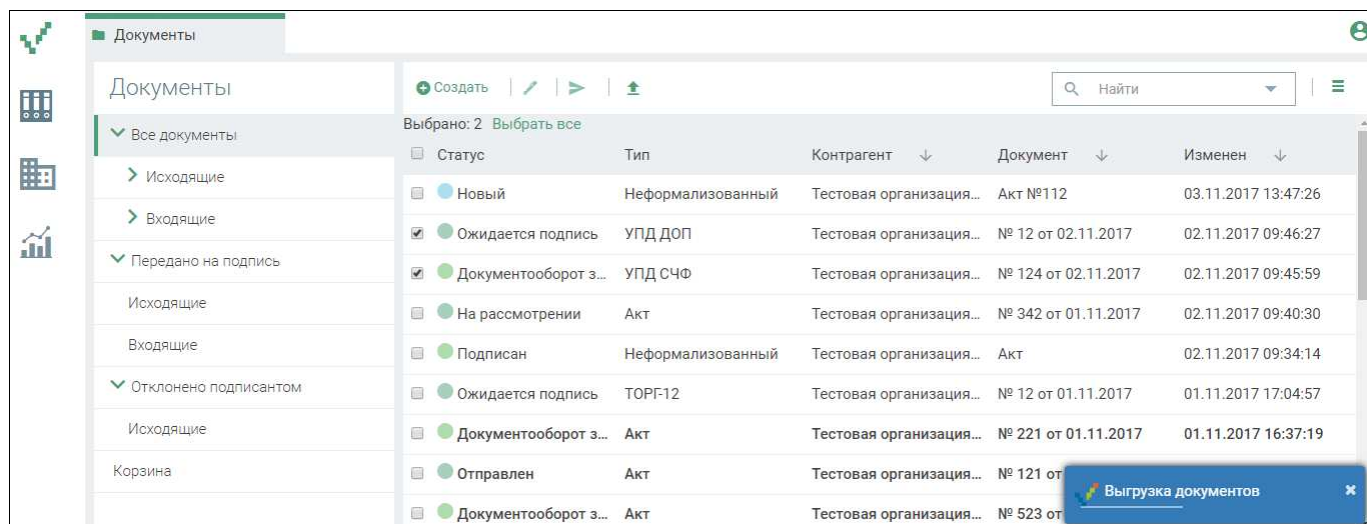 Документы
Документы
Все документы
Исходящие
Входящие
Передано на подпись
Исходящие
Входящие
Отклонено подписантом
Исходящие
Корзина
Создать Найти
Выбрано: 2 Выбрать все
Статус Тип Контрагент Документ Изменен
Новый Неформализованный Тестовая организация... Акт №112 03.11.2017 13:47:26
Ожидается подпись УПД ДОП Тестовая организация... № 12 от 02.11.2017 02.11.2017 09:46:27
Документооборот з... УПД СЧФ Тестовая организация... № 124 от 02.11.2017 02.11.2017 09:45:59
На рассмотрении Акт Тестовая организация... № 342 от 01.11.2017 02.11.2017 09:40:30
Подписан Неформализованный Тестовая организация... Акт 02.11.2017 09:34:14
Ожидается подпись ТОРГ-12 Тестовая организация... № 12 от 01.11.2017 01.11.2017 17:04:57
Документооборот з... Акт Тестовая организация... № 221 от 01.11.2017 01.11.2017 16:37:19
Отправлен Акт Тестовая организация... № 121 от
Документооборот з... Акт Тестовая организация... № 523 от
Выгрузка документов